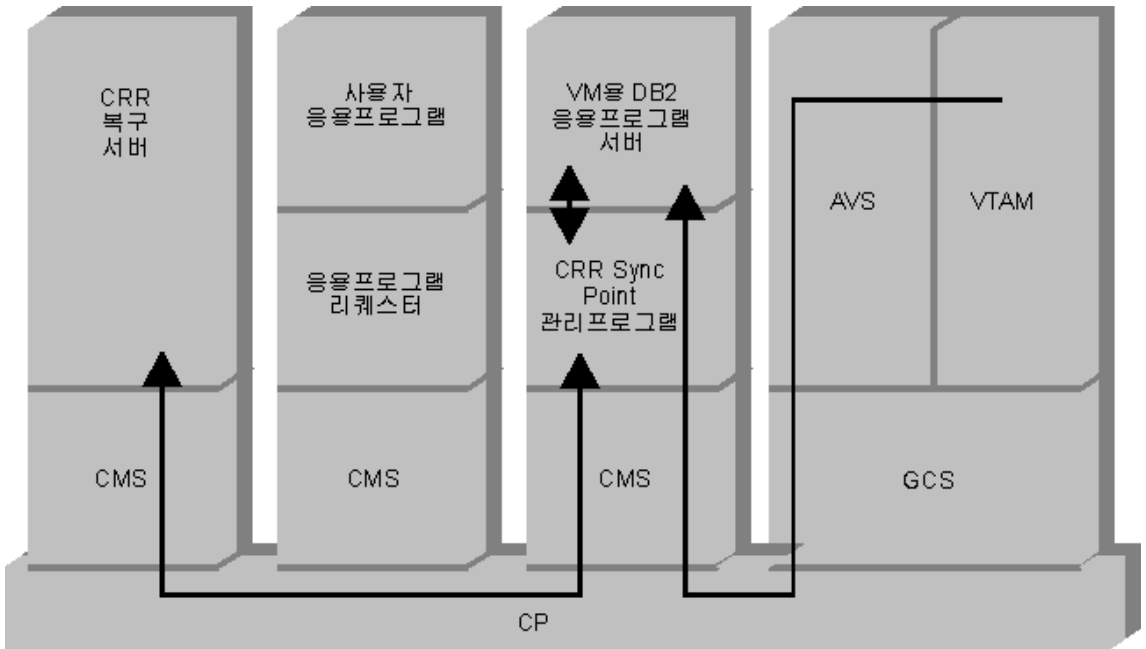 CRR
복구
서버
CMS
사용자
응용프로그램
응용프로그램
리퀘스터
CMS
VM용 DB2
응용프로그램
서버
CRR Sync
Point
관리프로그램
CMS
AVS
VTAM
GCS
CP